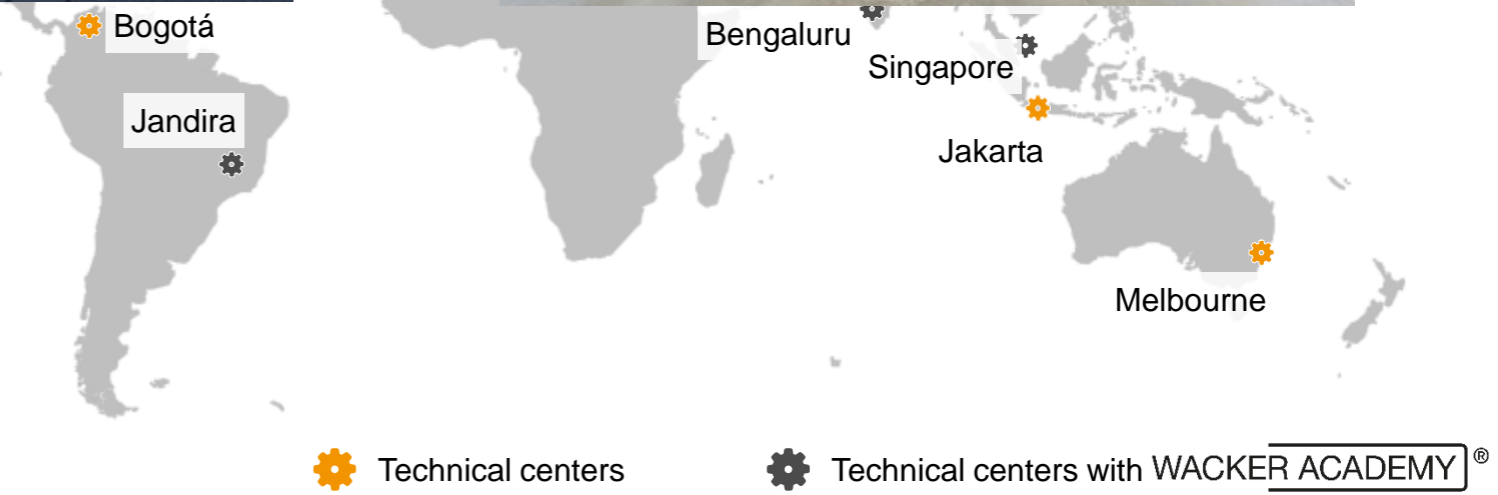 Bogotá
Bengaluru
Singapore
Jandira
Jakarta
Melbourne
Technical centers
Technical centers with WACKER ACADEMY®